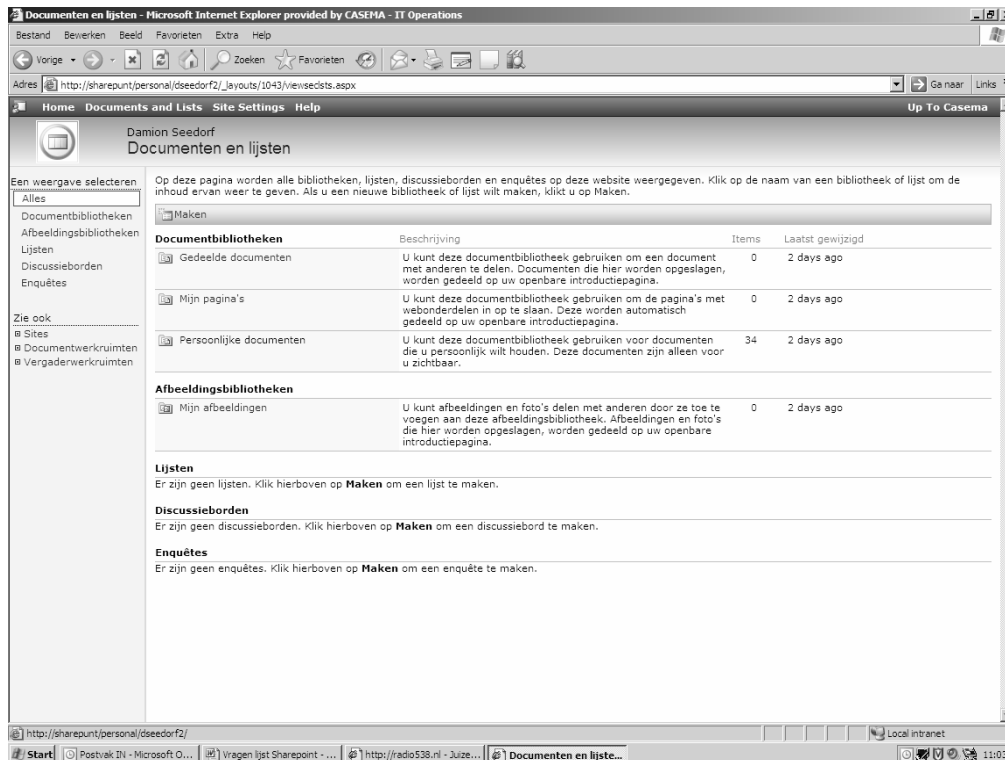 Documenten en lijsten - Microsoft Internet Explorer provided by CASEMA - IT Operations
Bestand Bewerken Beeld Favorieten Extra Help
Vorige Zoeken Favorieten
Adres http://sharepunt/personal/dseedorf2/_layouts/1043/viewseclsts.aspx Ga naar Links
Home Documents and Lists Site Settings Help Up To Casema
Damion Seedorf
Documenten en lijsten
Een weergave selecteren
Alles
Documentbibliotheken
Afbeeldingsbibliotheken
Lijsten
Discussieborden
Enquêtes
Zie ook
Sites
Documentwerkruimten
Vergaderwerkruimten
Op deze pagina worden alle bibliotheken, lijsten, discussieborden en enquêtes op deze website weergegeven. Klik op de naam van een bibliotheek of lijst om de
inhoud ervan weer te geven. Als u een nieuwe bibliotheek of lijst wilt maken, klikt u op Maken.
Maken
Documentbibliotheken Beschrijving Items Laatst gewijzigd
Gedeelde documenten U kunt deze documentbibliotheek gebruiken om een document 0 2 days ago
met anderen te delen. Documenten die hier worden opgeslagen,
worden gedeeld op uw openbare introductiepagina.
Mijn pagina's U kunt deze documentbibliotheek gebruiken om de pagina's met 0 2 days ago
webonderdelen in op te slaan. Deze worden automatisch
gedeeld op uw openbare introductiepagina.
Persoonlijke documenten U kunt deze documentbibliotheek gebruiken voor documenten 34 2 days ago
die u persoonlijk wilt houden. Deze documenten zijn alleen voor
u zichtbaar.
Afbeeldingsbibliotheken
Mijn afbeeldingen U kunt afbeeldingen en foto's delen met anderen door ze toe te 0 2 days ago
voegen aan deze afbeeldingsbibliotheek. Afbeeldingen en foto's
die hier worden opgeslagen, worden gedeeld op uw openbare
introductiepagina.
Lijsten
Er zijn geen lijsten. Klik hierboven op Maken om een lijst te maken.
Discussieborden
Er zijn geen discussieborden. Klik hierboven op Maken om een discussiebord te maken.
Enquêtes
Er zijn geen enquêtes. Klik hierboven op Maken om een enquête te maken.
http://sharepunt/personal/dseedorf2/ Local intranet
Start Postvak IN - Microsoft O... Vragen lijst Sharepoint - ... http://radio538.nl - Juize... Documenten en lijste... 11:03